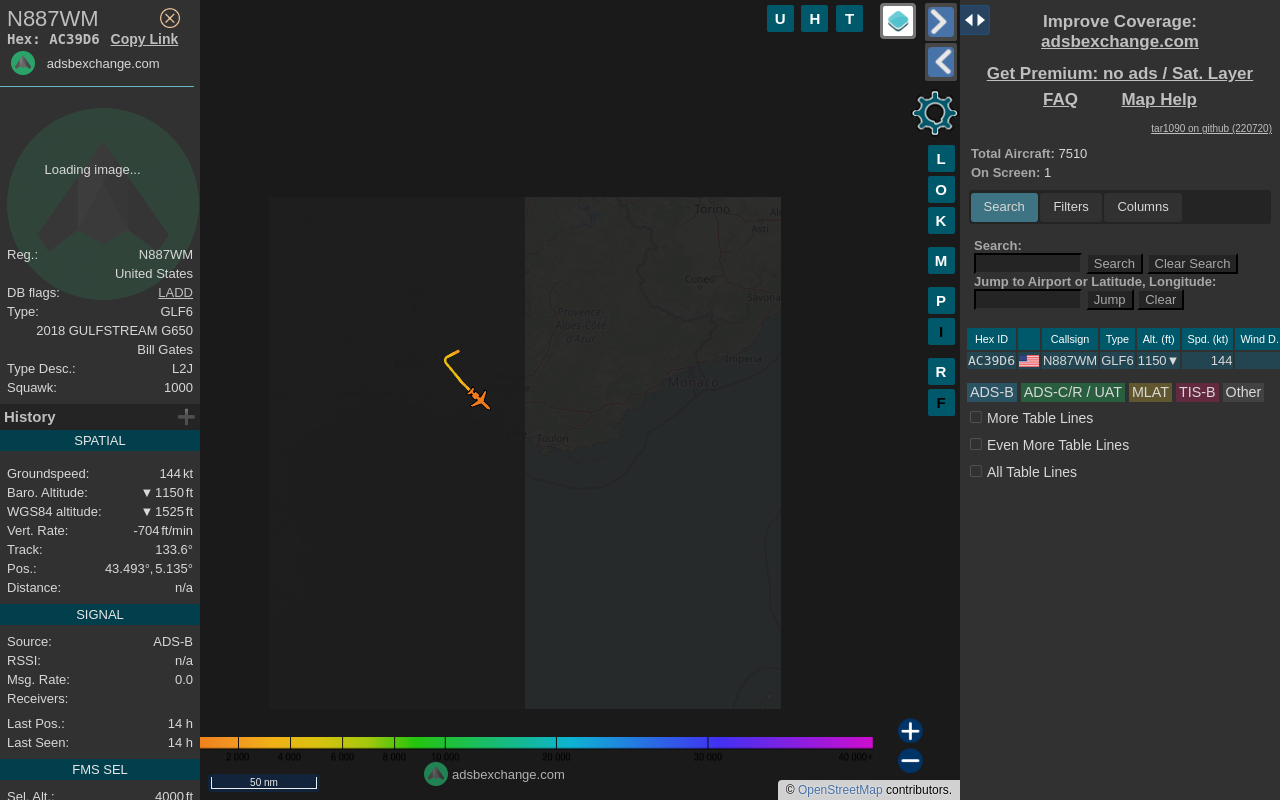 N887WM
Hex: AC39D6 Copy Link
adsbexchange.com
Loading image...
Reg.: N887WM
United States
DB flags: LADD
Type: GLF6
2018 GULFSTREAM G650
Bill Gates
Type Desc.: L2J
Squawk: 1000
History
SPATIAL
Groundspeed: 144 kt
Baro. Altitude: ▼ 1150 ft
WGS84 altitude: ▼ 1525 ft
Vert. Rate: -704 ft/min
Track: 133.6°
Pos.: 43.493°, 5.135°
Distance: n/a
SIGNAL
Source: ADS-B
RSSI: n/a
Msg. Rate: 0.0
Receivers:
Last Pos.: 14 h
Last Seen: 14 h
FMS SEL
Sel. Alt.: 4000 ft
U H T
L
O
K
M
P
I
R
F
Torino
Asti
Cuneo
Savona
Provence-
Alpes-Côte
d'Azur
Imperia
Monaco
Toulon
2 000 4 000 6 000 8 000 10 000 20 000 30 000 40 000+
adsbexchange.com
50 nm
© OpenStreetMap contributors.
Improve Coverage:
adsbexchange.com
Get Premium: no ads / Sat. Layer
FAQ Map Help
tar1090 on github (220720)
Total Aircraft: 7510
On Screen: 1
Search Filters Columns
Search:
Search Clear Search
Jump to Airport or Latitude, Longitude:
Jump Clear
Hex ID Callsign Type Alt. (ft) Spd. (kt) Wind D.
AC39D6 N887WM GLF6 1150▼ 144
ADS-B ADS-C/R / UAT MLAT TIS-B Other
More Table Lines
Even More Table Lines
All Table Lines